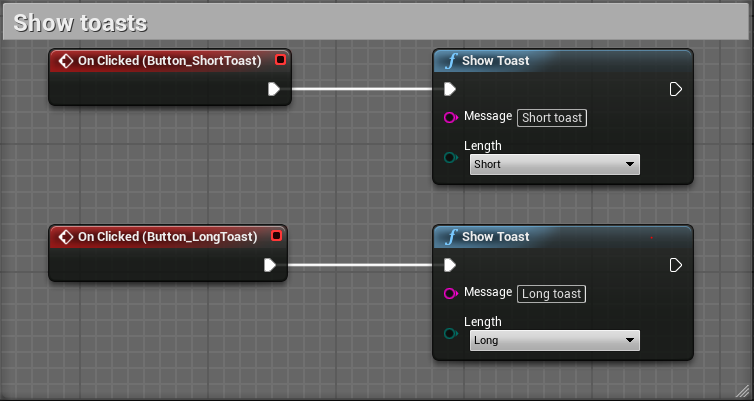 Show toasts
On Clicked (Button_ShortToast)
Show Toast
Message Short toast
Length
Short
On Clicked (Button_LongToast)
Show Toast
Message Long toast
Length
Long